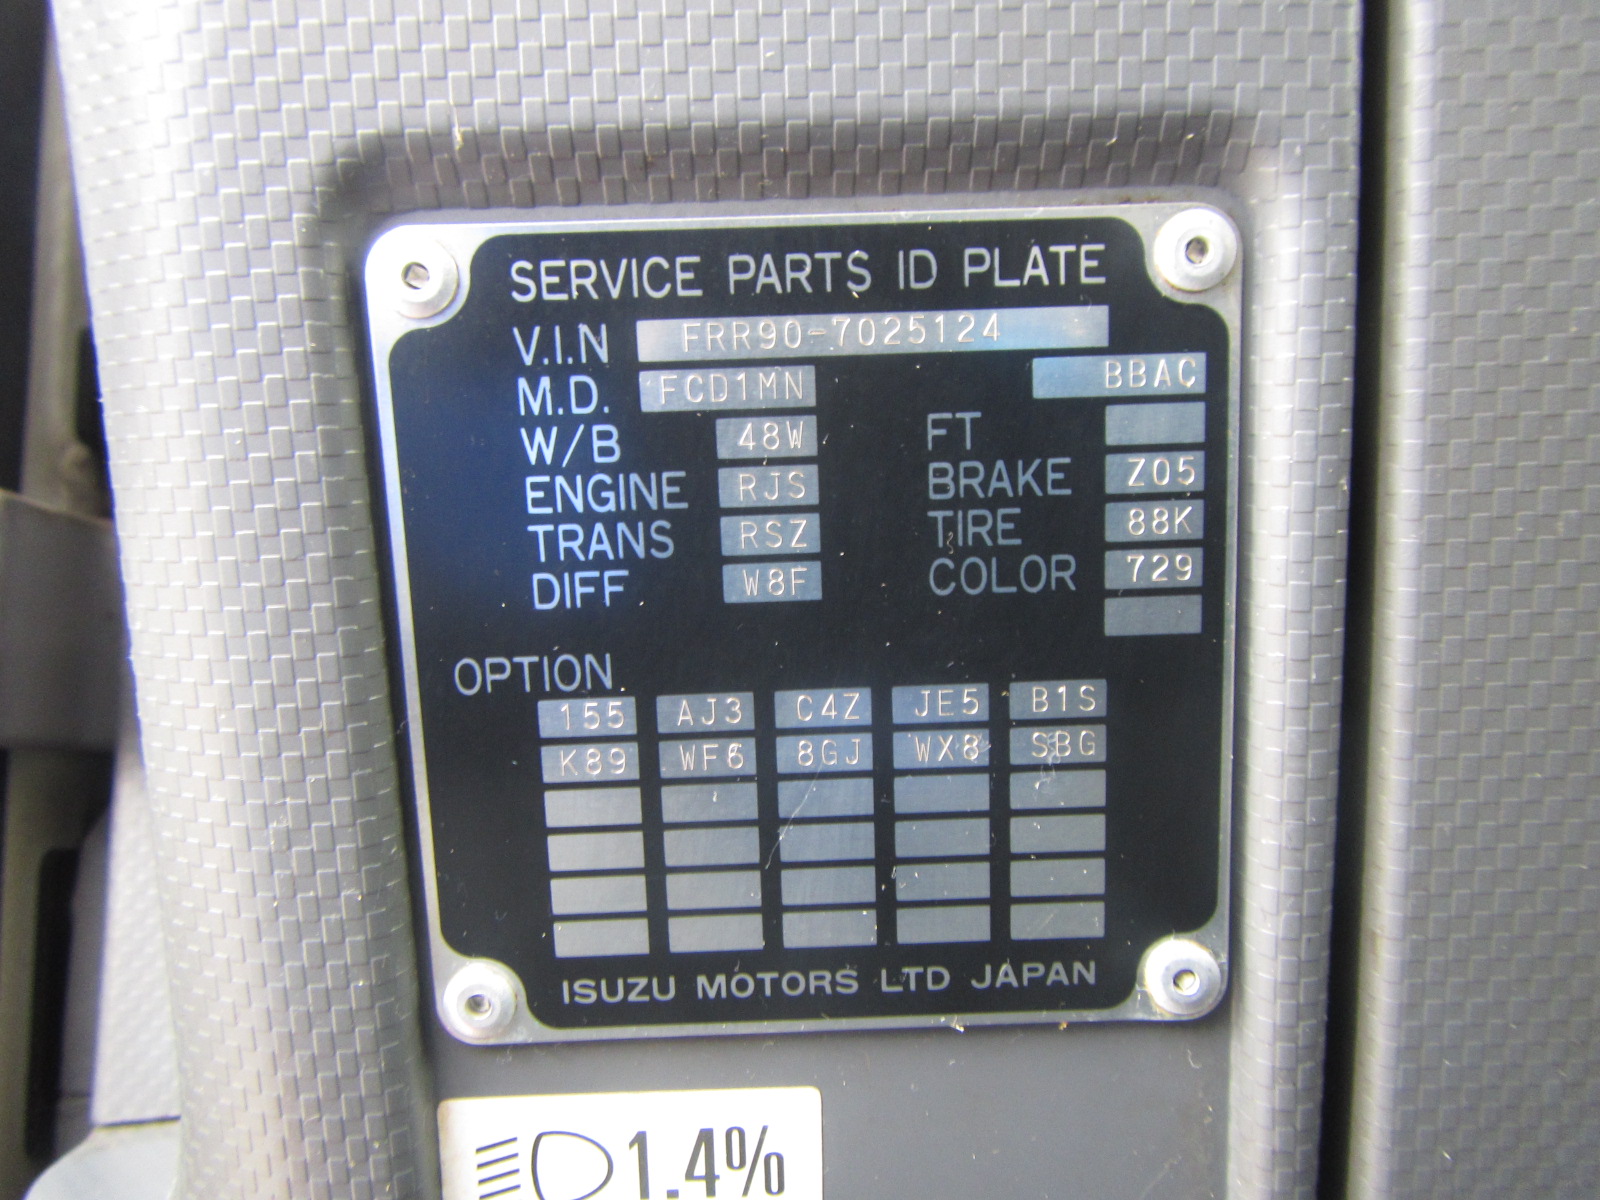 SERVICE PARTS ID PLATE
V.I.N FRR90-7025124
M.D. FCD1MN BBAC
W/B 48W FT
ENGINE RJS BRAKE Z05
TRANS RSZ TIRE 88K
DIFF W8F COLOR 729
OPTION
155 AJ3 C4Z JE5 B1S
K89 WF6 8GJ WX8 SBG
ISUZU MOTORS LTD JAPAN
1.4%